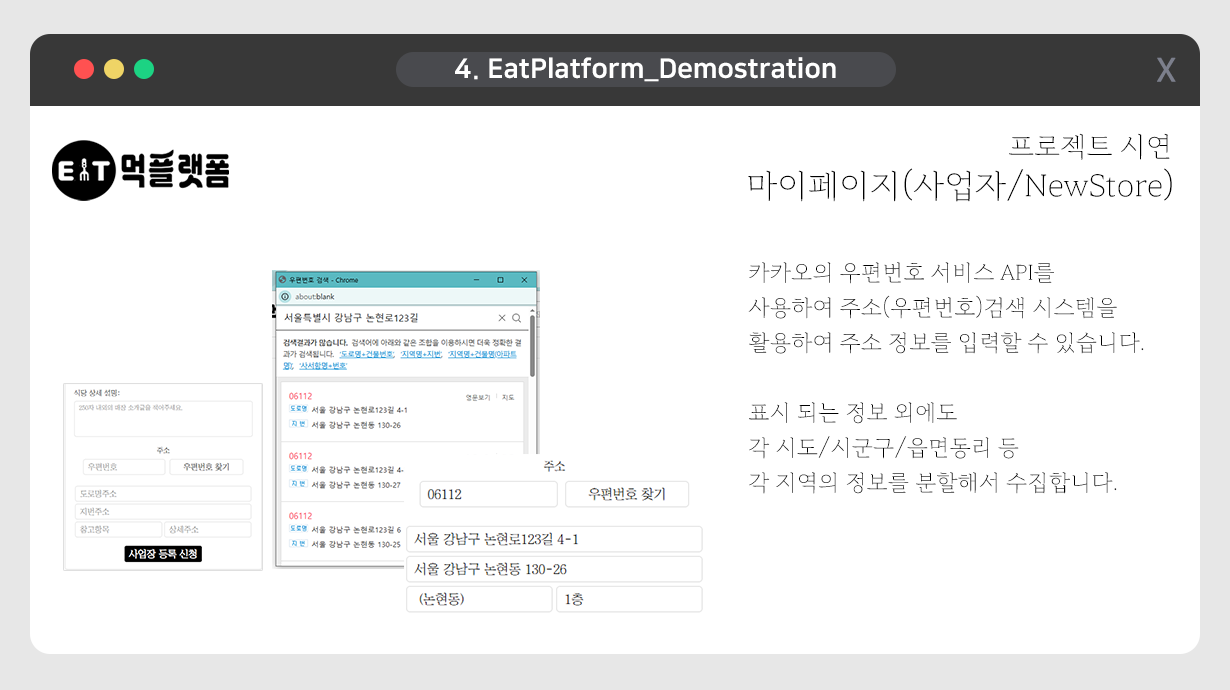 4. EatPlatform_Demostration
X
EAT 먹플랫폼
프로젝트 시연
마이페이지(사업자/NewStore)
카카오의 우편번호 서비스 API를
사용하여 주소(우편번호)검색 시스템을
활용하여 주소 정보를 입력할 수 있습니다.
표시 되는 정보 외에도
각 시도/시군구/읍면동리 등
각 지역의 정보를 분할해서 수집합니다.
식당 상세 설명:
250자 내외의 매장 소개글을 적어주세요.
주소
우편번호
우편번호 찾기
도로명주소
지번주소
참고항목
상세주소
사업장 등록 신청
우편번호 검색 - Chrome
about:blank
서울특별시 강남구 논현로123길
검색결과가 많습니다. 검색어에 아래와 같은 조합을 이용하시면 더욱 정확한 결
과가 검색됩니다. '도로명+건물번호', '지역명+지번', '지역명+건물명(아파트
명)', '사서함명+번호'
06112
영문보기 지도
도로명 서울 강남구 논현로123길 4-1
지 번 서울 강남구 논현동 130-26
06112
도로명 서울 강남구 논현로123길 4-
지 번 서울 강남구 논현동 130-27
06112
도로명 서울 강남구 논현로123길 6
지 번 서울 강남구 논현동 130-25
주소
06112
우편번호 찾기
서울 강남구 논현로123길 4-1
서울 강남구 논현동 130-26
(논현동)
1층